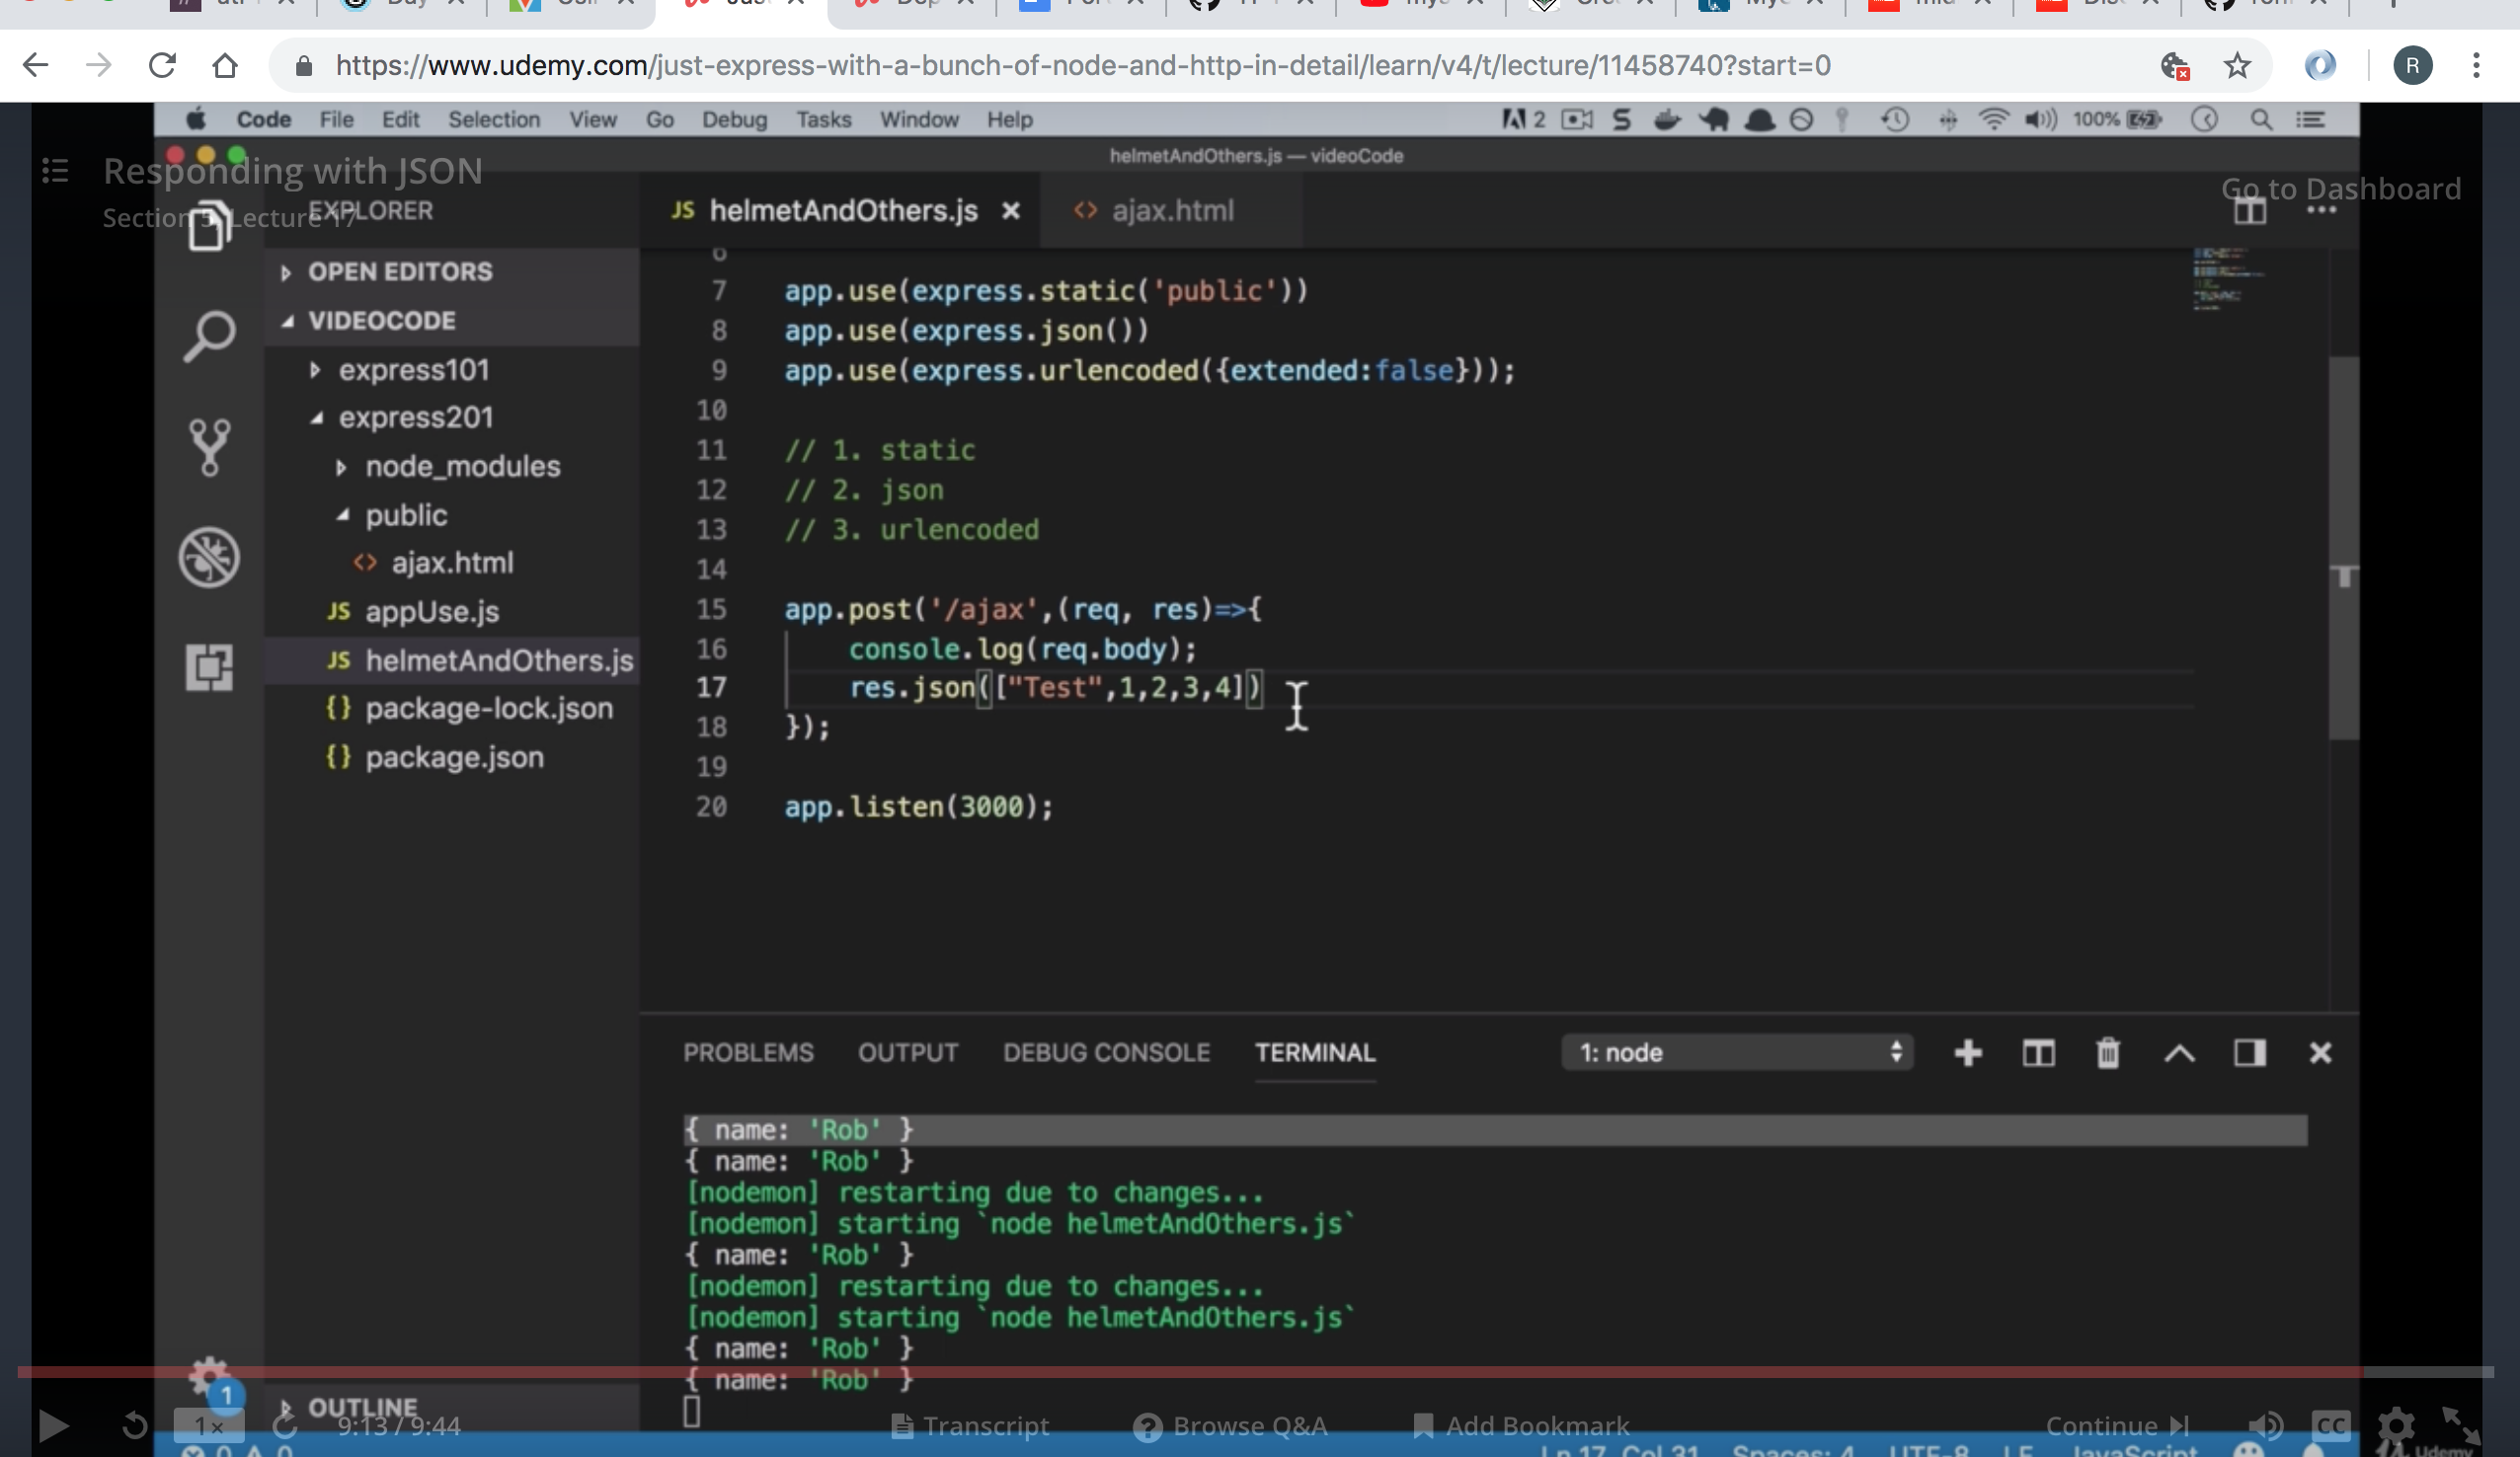 https://www.udemy.com/just-express-with-a-bunch-of-node-and-http-in-detail/learn/v4/t/lecture/11458740?start=0
R
Code File Edit Selection View Go Debug Tasks Window Help
2
100%
helmetAndOthers.js — videoCode
Responding with JSON
Go to Dashboard
Section 5, Lecture 17
EXPLORER
JS helmetAndOthers.js ×
<> ajax.html
OPEN EDITORS
VIDEOCODE
express101
express201
node_modules
public
<> ajax.html
JS appUse.js
JS helmetAndOthers.js
{} package-lock.json
{} package.json
OUTLINE
6
7 app.use(express.static('public'))
8 app.use(express.json())
9 app.use(express.urlencoded({extended:false}));
10
11 // 1. static
12 // 2. json
13 // 3. urlencoded
14
15 app.post('/ajax',(req, res)=>{
16 console.log(req.body);
17 res.json(["Test",1,2,3,4])
18 });
19
20 app.listen(3000);
PROBLEMS OUTPUT DEBUG CONSOLE TERMINAL
1: node
{ name: 'Rob' }
{ name: 'Rob' }
[nodemon] restarting due to changes...
[nodemon] starting `node helmetAndOthers.js`
{ name: 'Rob' }
[nodemon] restarting due to changes...
[nodemon] starting `node helmetAndOthers.js`
{ name: 'Rob' }
{ name: 'Rob' }
1
1×
9:13 / 9:44
Transcript
Browse Q&A
Add Bookmark
Continue
CC
0 0
Ln 17, Col 31 Spaces: 4 UTF-8 LF JavaScript
Udemy